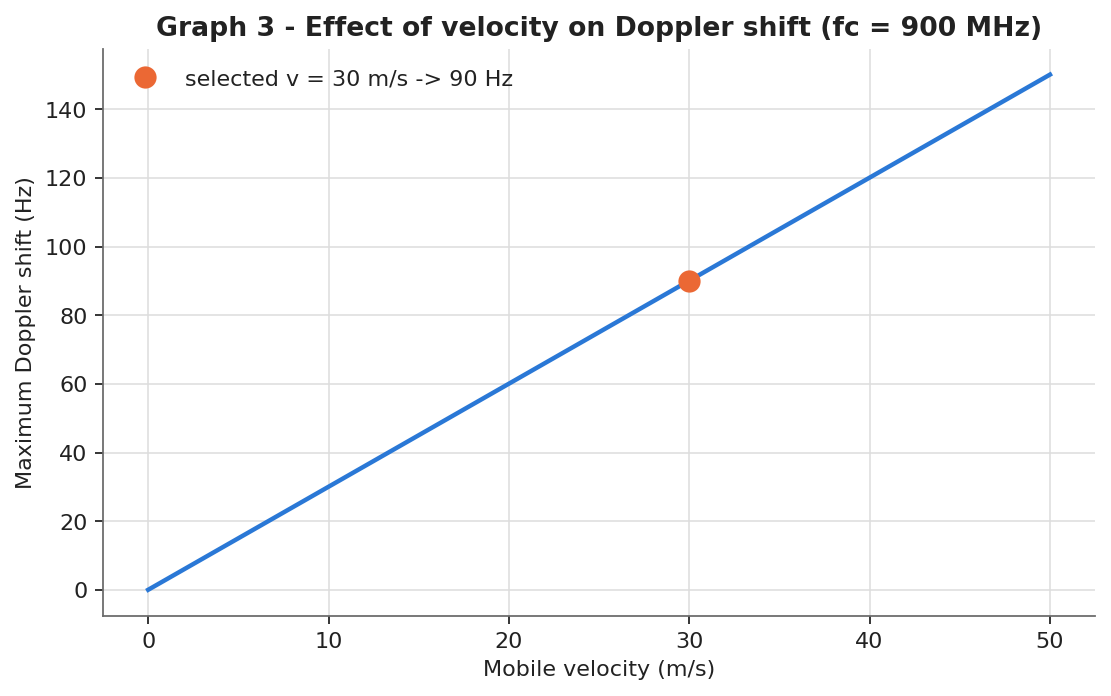 Graph 3 - Effect of velocity on Doppler shift (fc = 900 MHz)
selected v = 30 m/s -> 90 Hz
Maximum Doppler shift (Hz)
140
120
100
80
60
40
20
0
0 10 20 30 40 50
Mobile velocity (m/s)